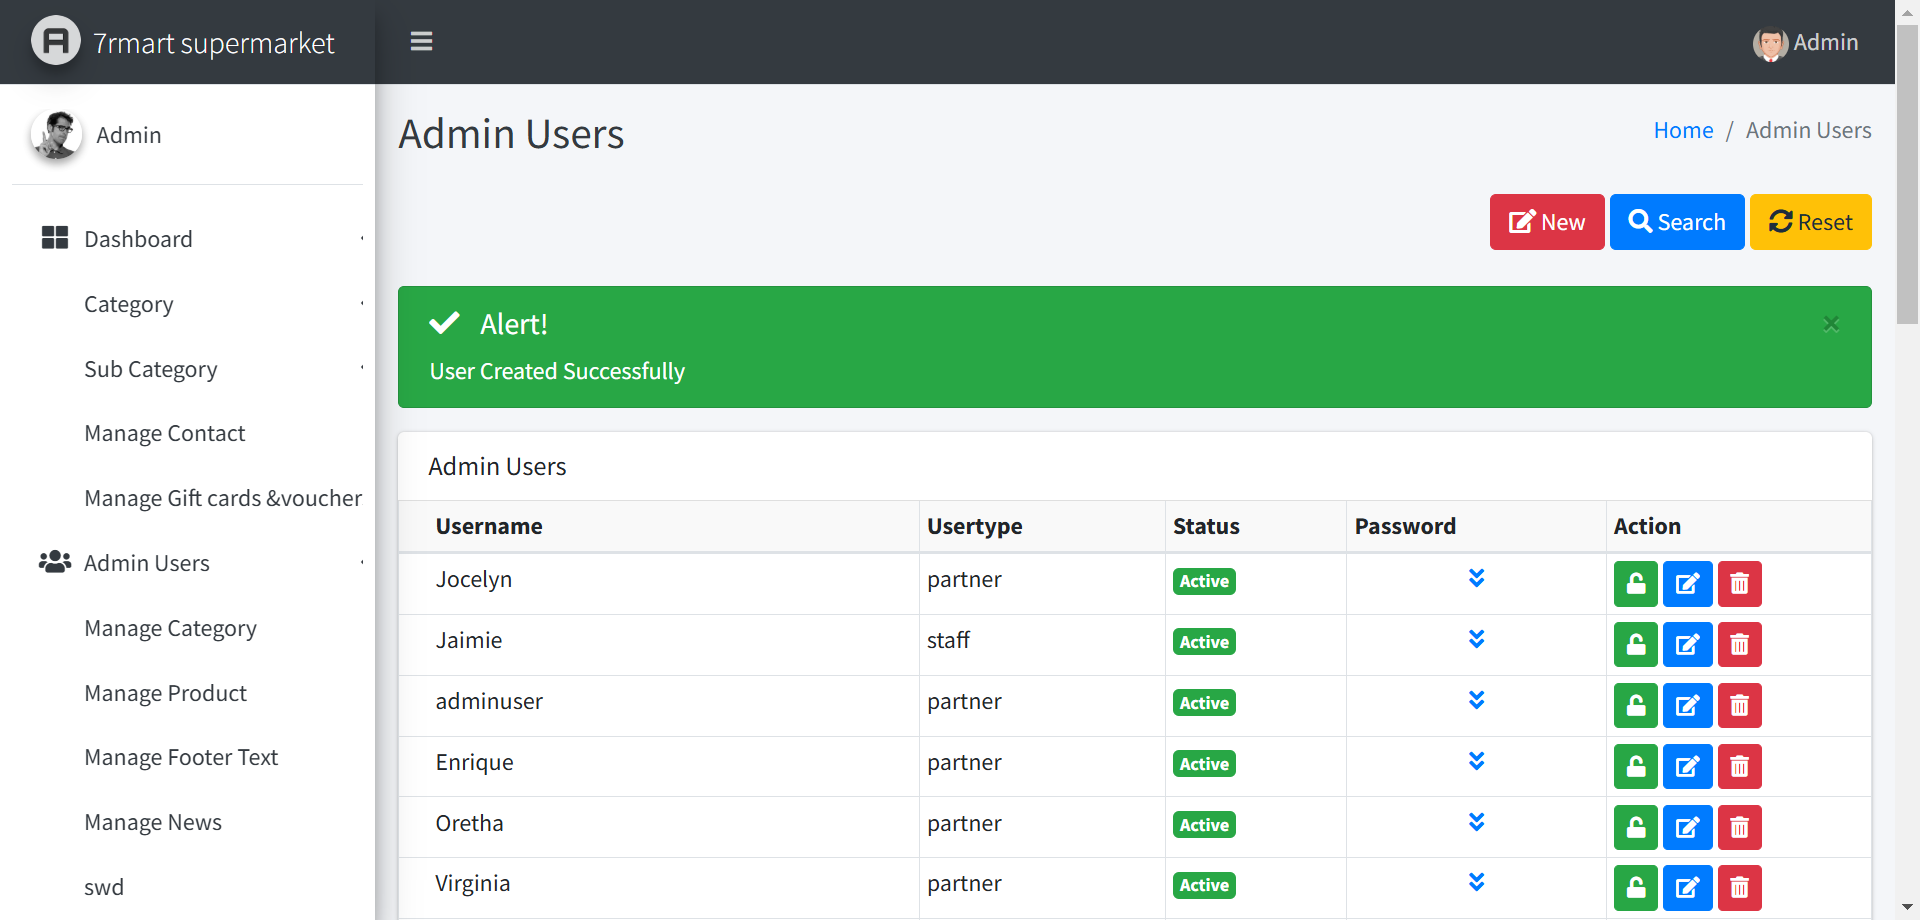 7rmart supermarket
Admin
Admin
Dashboard
Category
Sub Category
Manage Contact
Manage Gift cards &voucher
Admin Users
Manage Category
Manage Product
Manage Footer Text
Manage News
swd
Admin Users
Home / Admin Users
New Search Reset
Alert!
×
User Created Successfully
Admin Users
Username Usertype Status Password Action
Jocelyn partner Active
Jaimie staff Active
adminuser partner Active
Enrique partner Active
Oretha partner Active
Virginia partner Active